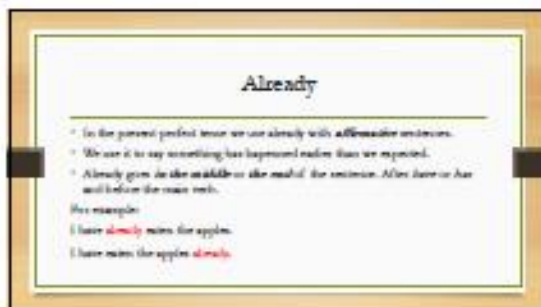 Already
• In the present perfect tense we use already with affirmative sentences.
• We use it to say something has happened earlier than we expected.
• Already goes in the middle or the end of the sentence. After have or has
and before the main verb.
For example:
I have already eaten the apples.
I have eaten the apples already.